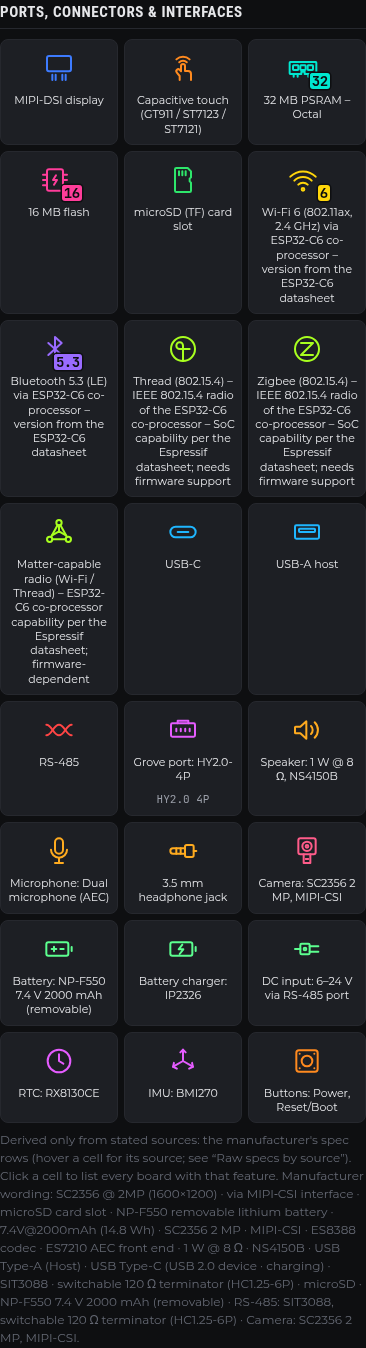 PORTS, CONNECTORS & INTERFACES
MIPI-DSI display
Capacitive touch
(GT911 / ST7123 /
ST7121)
32
32 MB PSRAM –
Octal
16
16 MB flash
microSD (TF) card
slot
6
Wi-Fi 6 (802.11ax,
2.4 GHz) via
ESP32-C6 co-
processor –
version from the
ESP32-C6
datasheet
5.3
Bluetooth 5.3 (LE)
via ESP32-C6 co-
processor –
version from the
ESP32-C6
datasheet
Thread (802.15.4) –
IEEE 802.15.4 radio
of the ESP32-C6
co-processor – SoC
capability per the
Espressif
datasheet; needs
firmware support
Zigbee (802.15.4) –
IEEE 802.15.4 radio
of the ESP32-C6
co-processor – SoC
capability per the
Espressif
datasheet; needs
firmware support
Matter-capable
radio (Wi-Fi /
Thread) – ESP32-
C6 co-processor
capability per the
Espressif
datasheet;
firmware-
dependent
USB-C
USB-A host
RS-485
Grove port: HY2.0-
4P
HY2.0 4P
Speaker: 1 W @ 8
Ω, NS4150B
Microphone: Dual
microphone (AEC)
3.5 mm
headphone jack
Camera: SC2356 2
MP, MIPI-CSI
Battery: NP-F550
7.4 V 2000 mAh
(removable)
Battery charger:
IP2326
DC input: 6–24 V
via RS-485 port
RTC: RX8130CE
IMU: BMI270
Buttons: Power,
Reset/Boot
Derived only from stated sources: the manufacturer's spec
rows (hover a cell for its source; see “Raw specs by source”).
Click a cell to list every board with that feature. Manufacturer
wording: SC2356 @ 2MP (1600×1200) · via MIPI-CSI interface ·
microSD card slot · NP-F550 removable lithium battery ·
7.4V@2000mAh (14.8 Wh) · SC2356 2 MP · MIPI-CSI · ES8388
codec · ES7210 AEC front end · 1 W @ 8 Ω · NS4150B · USB
Type-A (Host) · USB Type-C (USB 2.0 device · charging) ·
SIT3088 · switchable 120 Ω terminator (HC1.25-6P) · microSD ·
NP-F550 7.4 V 2000 mAh (removable) · RS-485: SIT3088,
switchable 120 Ω terminator (HC1.25-6P) · Camera: SC2356 2
MP, MIPI-CSI.